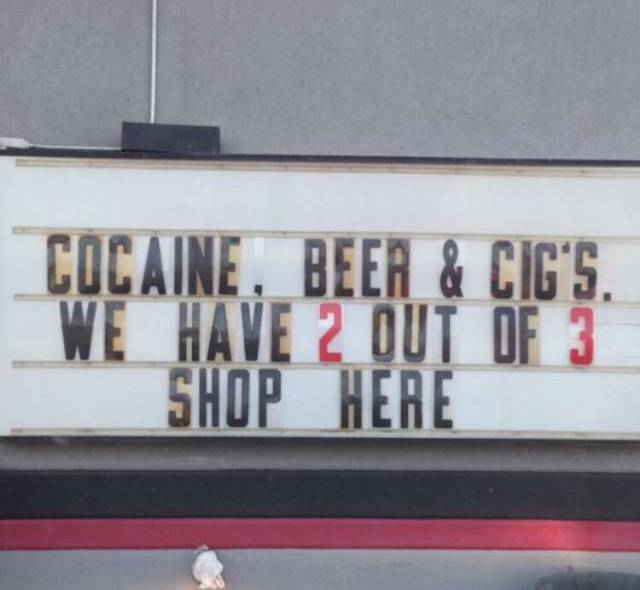 COCAINE, BEER & CIG'S.
WE HAVE 2 OUT OF 3
SHOP HERE